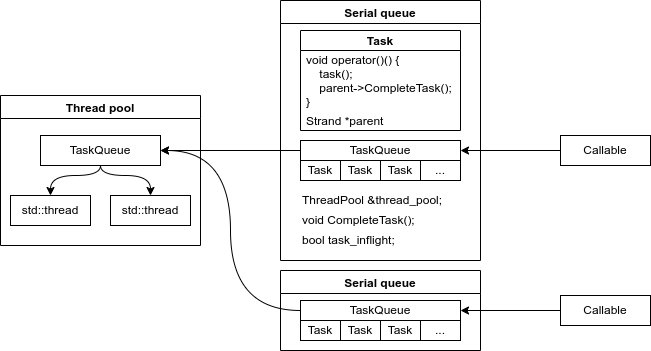 Serial queue
Task
void operator()() {
task();
parent->CompleteTask();
}
Strand *parent
TaskQueue
Task Task Task ...
ThreadPool &thread_pool;
void CompleteTask();
bool task_inflight;
Callable
Thread pool
TaskQueue
std::thread std::thread
Serial queue
TaskQueue
Task Task Task ...
Callable